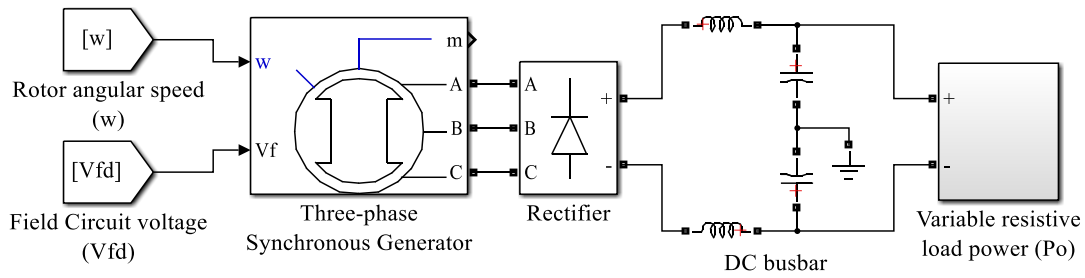 [w]
Rotor angular speed
(w)
[Vfd]
Field Circuit voltage
(Vfd)
w
Vf
m
A
B
C
Three-phase
Synchronous Generator
A
B
C
+
-
Rectifier
+
+
+
+
DC busbar
+
-
Variable resistive
load power (Po)